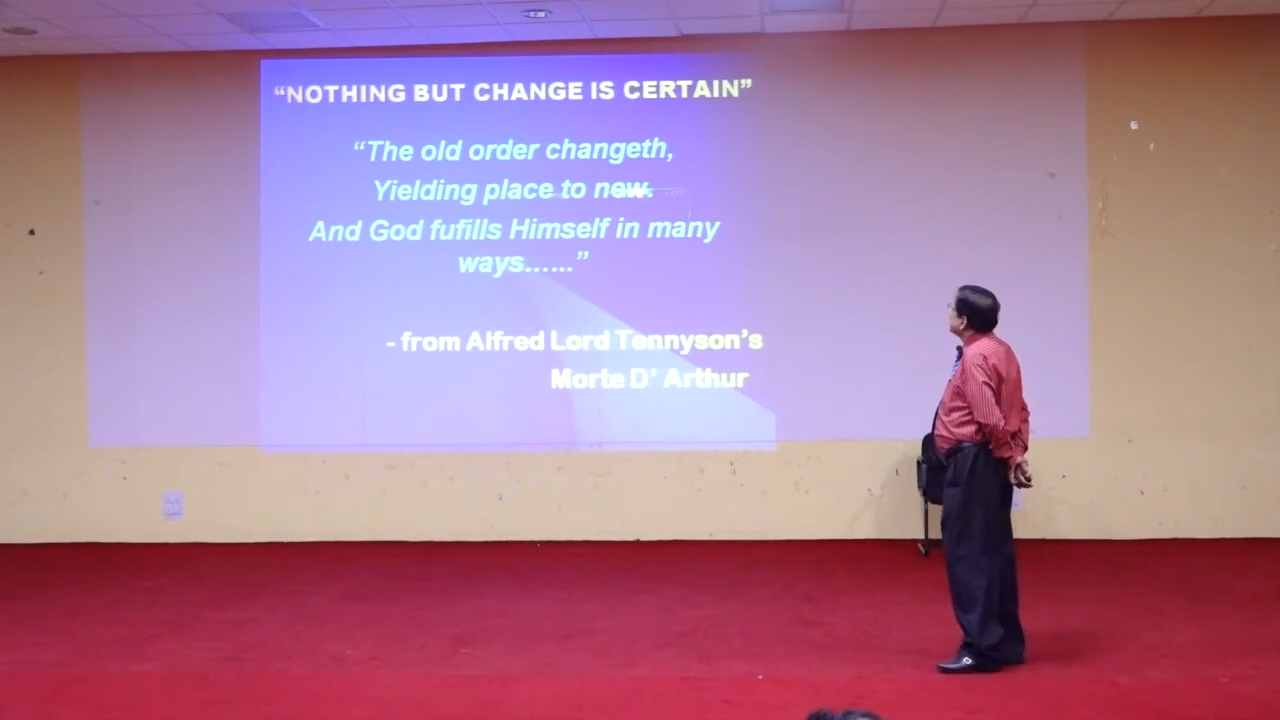 “NOTHING BUT CHANGE IS CERTAIN”
“The old order changeth,
Yielding place to new.
And God fufills Himself in many
ways……”
- from Alfred Lord Tennyson’s
Morte D’ Arthur